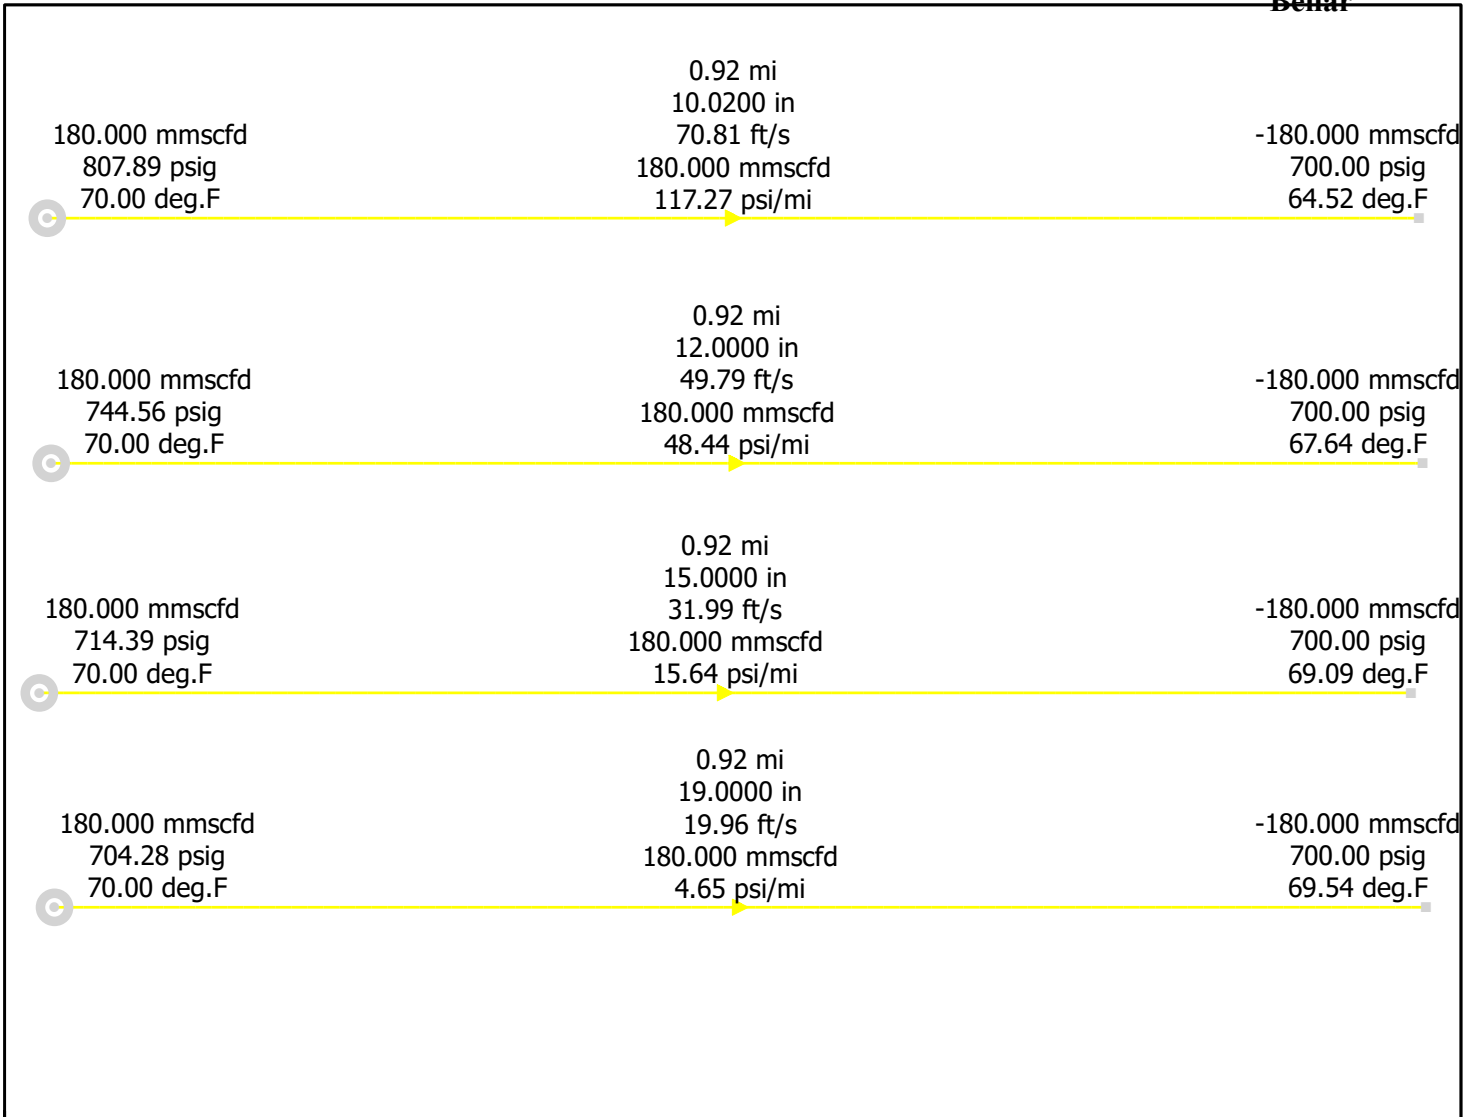 0.92 mi
10.0200 in
70.81 ft/s
180.000 mmscfd
117.27 psi/mi
180.000 mmscfd
807.89 psig
70.00 deg.F
-180.000 mmscfd
700.00 psig
64.52 deg.F
0.92 mi
12.0000 in
49.79 ft/s
180.000 mmscfd
48.44 psi/mi
180.000 mmscfd
744.56 psig
70.00 deg.F
-180.000 mmscfd
700.00 psig
67.64 deg.F
0.92 mi
15.0000 in
31.99 ft/s
180.000 mmscfd
15.64 psi/mi
180.000 mmscfd
714.39 psig
70.00 deg.F
-180.000 mmscfd
700.00 psig
69.09 deg.F
0.92 mi
19.0000 in
19.96 ft/s
180.000 mmscfd
4.65 psi/mi
180.000 mmscfd
704.28 psig
70.00 deg.F
-180.000 mmscfd
700.00 psig
69.54 deg.F